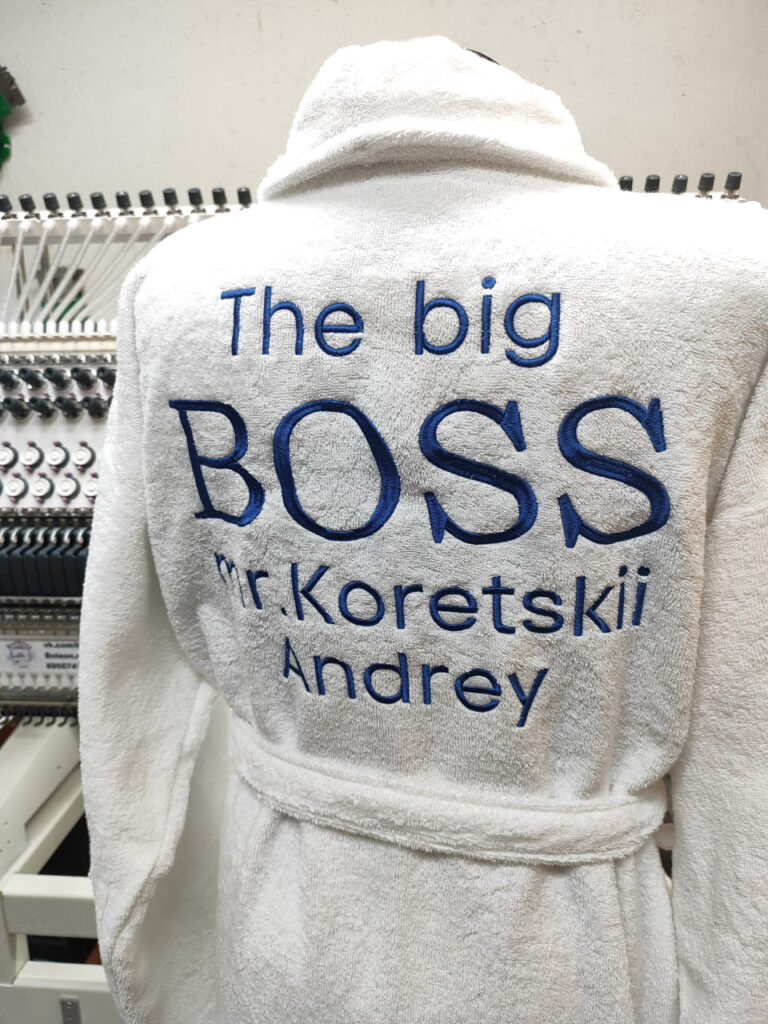 The big
BOSS
mr.Koretskii
Andrey